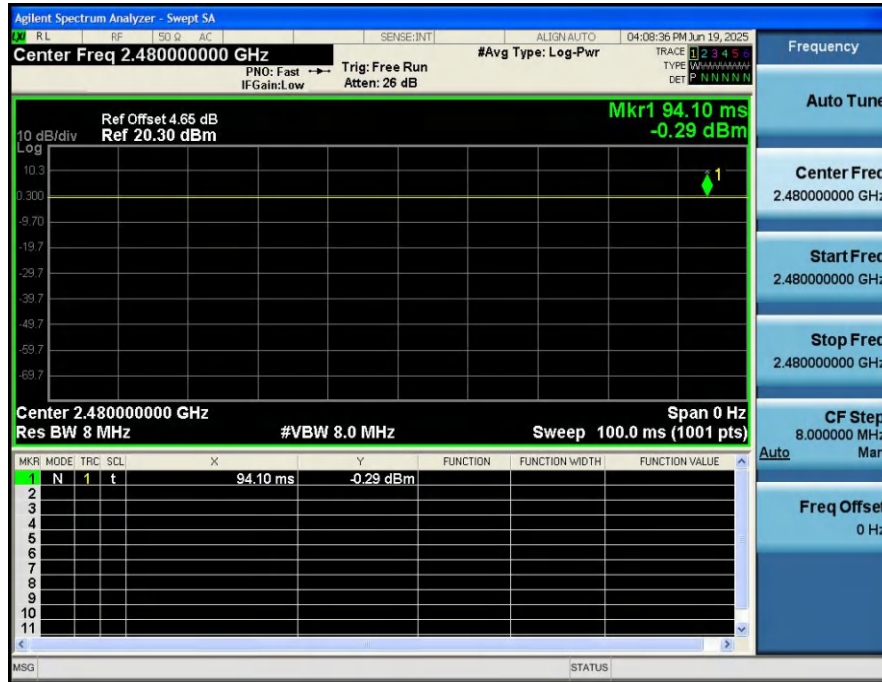 Agilent Spectrum Analyzer - Swept SA
LXI RL RF 50 Ω AC SENSE:INT ALIGN AUTO 04:08:36 PM Jun 19, 2025
Center Freq 2.480000000 GHz
#Avg Type: Log-Pwr
TRACE 1 2 3 4 5 6
TYPE W
DET P N N N N N
PNO: Fast
IFGain:Low
Trig: Free Run
Atten: 26 dB
Ref Offset 4.65 dB
10 dB/div Ref 20.30 dBm
Log
Mkr1 94.10 ms
-0.29 dBm
10.3
0.300
-9.70
-19.7
-29.7
-39.7
-49.7
-59.7
-69.7
1
Center 2.480000000 GHz Span 0 Hz
Res BW 8 MHz #VBW 8.0 MHz Sweep 100.0 ms (1001 pts)
MKR MODE TRC SCL X Y FUNCTION FUNCTION WIDTH FUNCTION VALUE
1 N 1 t 94.10 ms -0.29 dBm
2
3
4
5
6
7
8
9
10
11
MSG STATUS
Frequency
Auto Tune
Center Freq
2.480000000 GHz
Start Freq
2.480000000 GHz
Stop Freq
2.480000000 GHz
CF Step
8.000000 MHz
Auto Man
Freq Offset
0 Hz